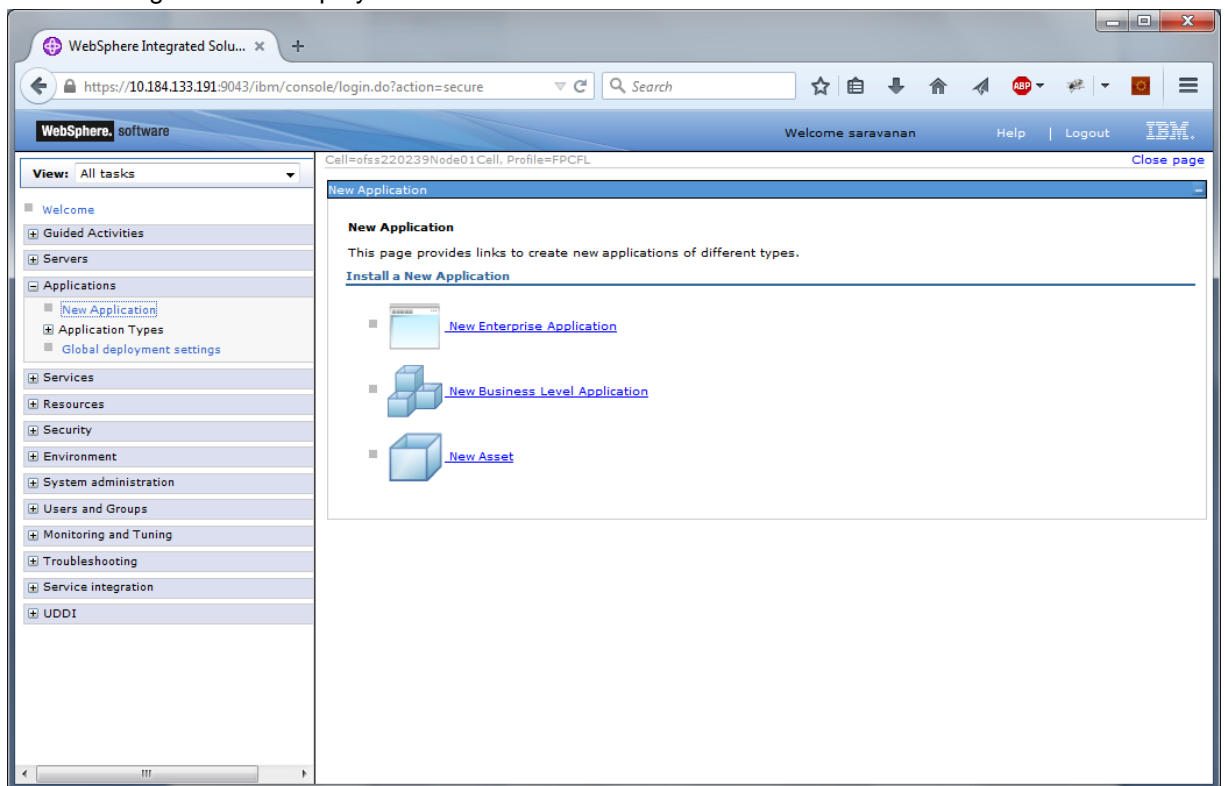 WebSphere Integrated Solu... × +
https://10.184.133.191:9043/ibm/console/login.do?action=secure Search ABP
WebSphere. software Welcome saravanan Help | Logout IBM.
Cell=ofss220239Node01Cell, Profile=FPCFL Close page
View: All tasks
New Application
Welcome
Guided Activities
Servers
Applications
New Application
Application Types
Global deployment settings
Services
Resources
Security
Environment
System administration
Users and Groups
Monitoring and Tuning
Troubleshooting
Service integration
UDDI
New Application
This page provides links to create new applications of different types.
Install a New Application
New Enterprise Application
New Business Level Application
New Asset